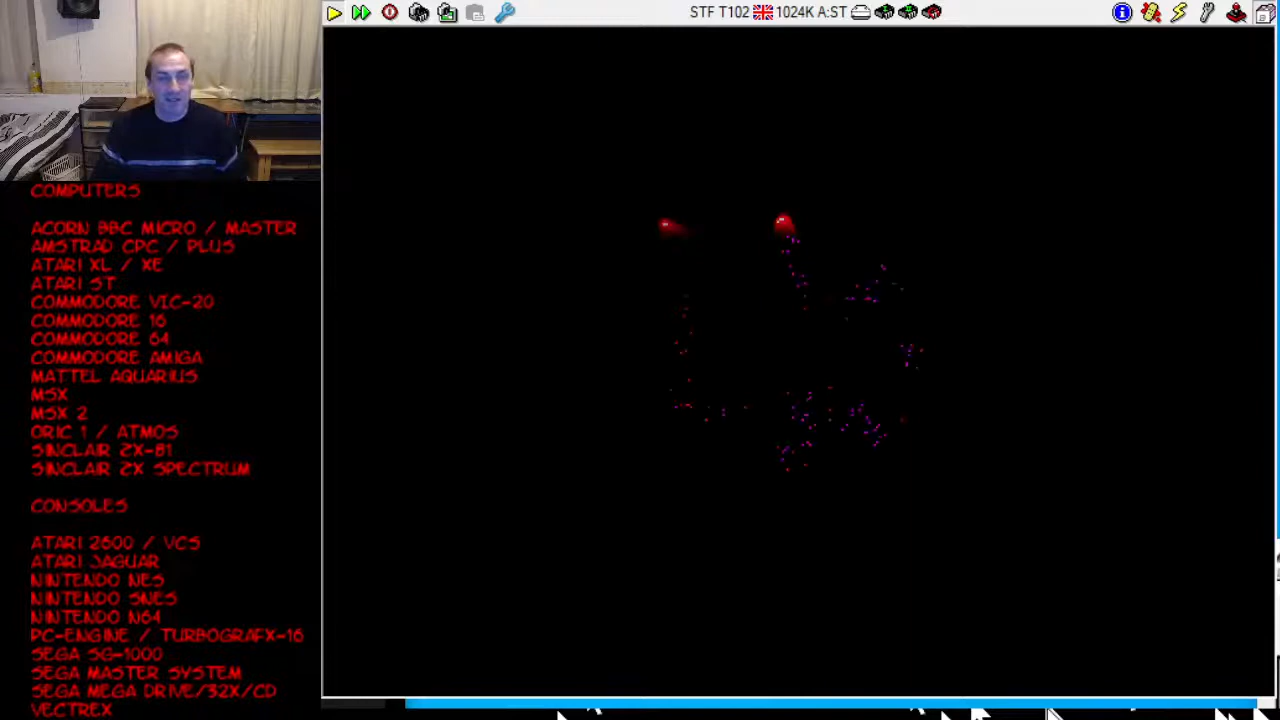 STF T102 1024K A:ST
COMPUTERS
ACORN BBC MICRO / MASTER
AMSTRAD CPC / PLUS
ATARI XL / XE
ATARI ST
COMMODORE VIC-20
COMMODORE 16
COMMODORE 64
COMMODORE AMIGA
MATTEL AQUARIUS
MSX
MSX 2
ORIC 1 / ATMOS
SINCLAIR ZX-81
SINCLAIR ZX SPECTRUM
CONSOLES
ATARI 2600 / VCS
ATARI JAGUAR
NINTENDO NES
NINTENDO SNES
NINTENDO N64
PC-ENGINE / TURBOGRAFX-16
SEGA SG-1000
SEGA MASTER SYSTEM
SEGA MEGA DRIVE/32X/CD
VECTREX